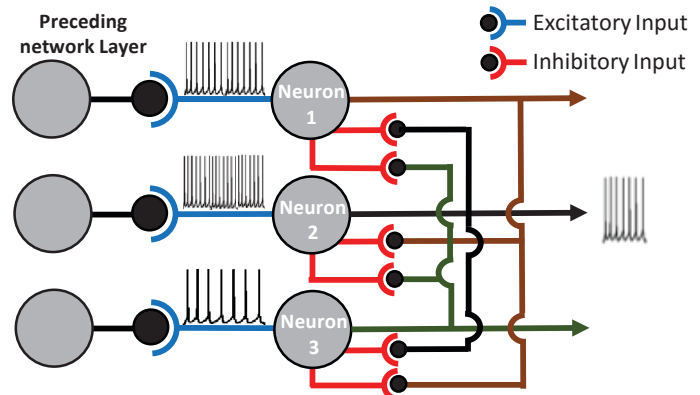 Preceding
network Layer
Excitatory Input
Inhibitory Input
Neuron
1
Neuron
2
Neuron
3